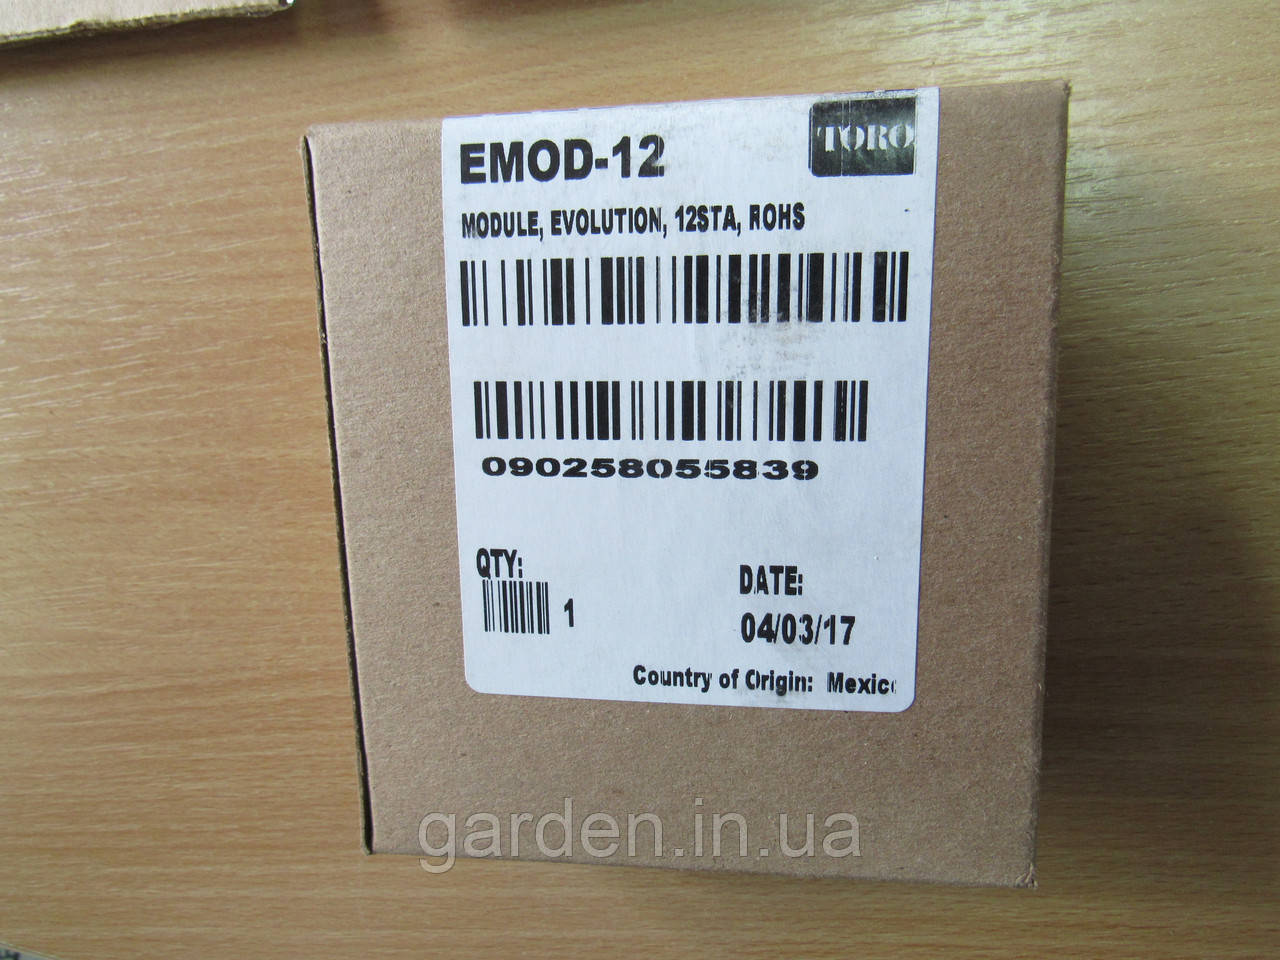 EMOD-12
TORO
MODULE, EVOLUTION, 12STA, ROHS
090258055839
QTY:
1
DATE:
04/03/17
Country of Origin: Mexico
garden.in.ua